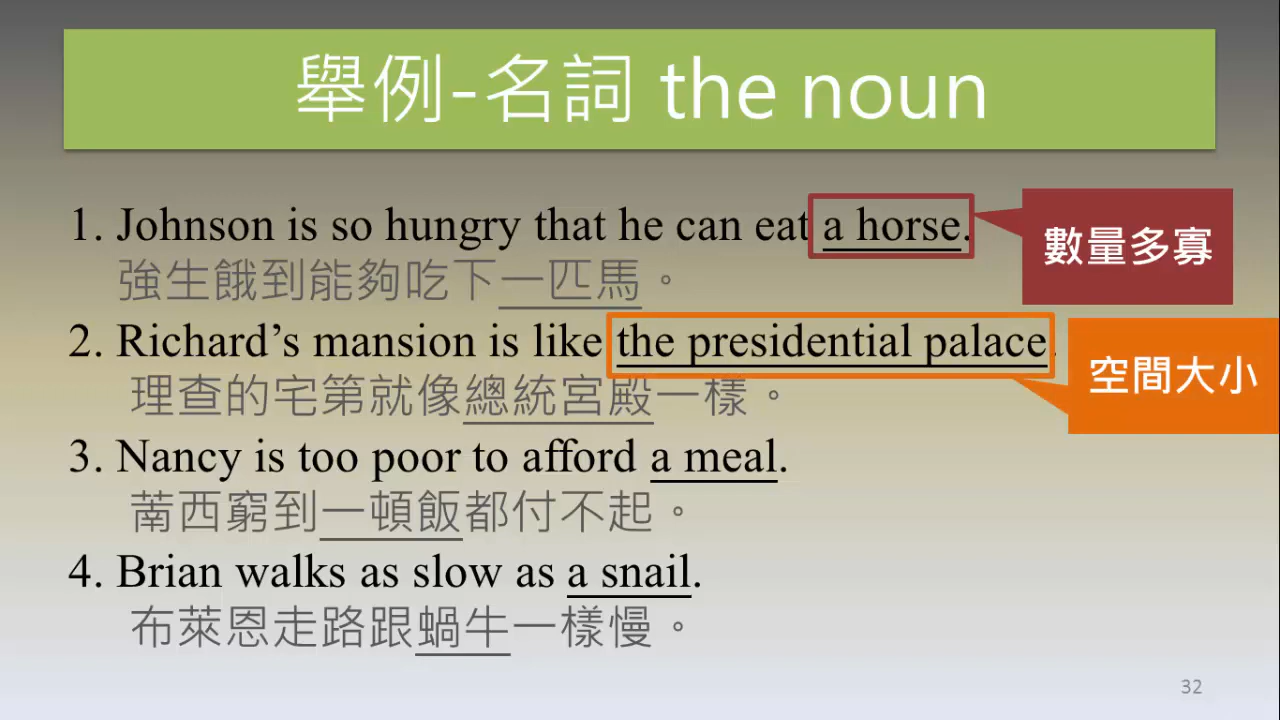 舉例-名詞 the noun
1. Johnson is so hungry that he can eat a horse.
數量多寡
強生餓到能夠吃下一匹馬。
2. Richard’s mansion is like the presidential palace.
空間大小
理查的宅第就像總統宮殿一樣。
3. Nancy is too poor to afford a meal.
萳西窮到一頓飯都付不起。
4. Brian walks as slow as a snail.
布萊恩走路跟蝸牛一樣慢。
32